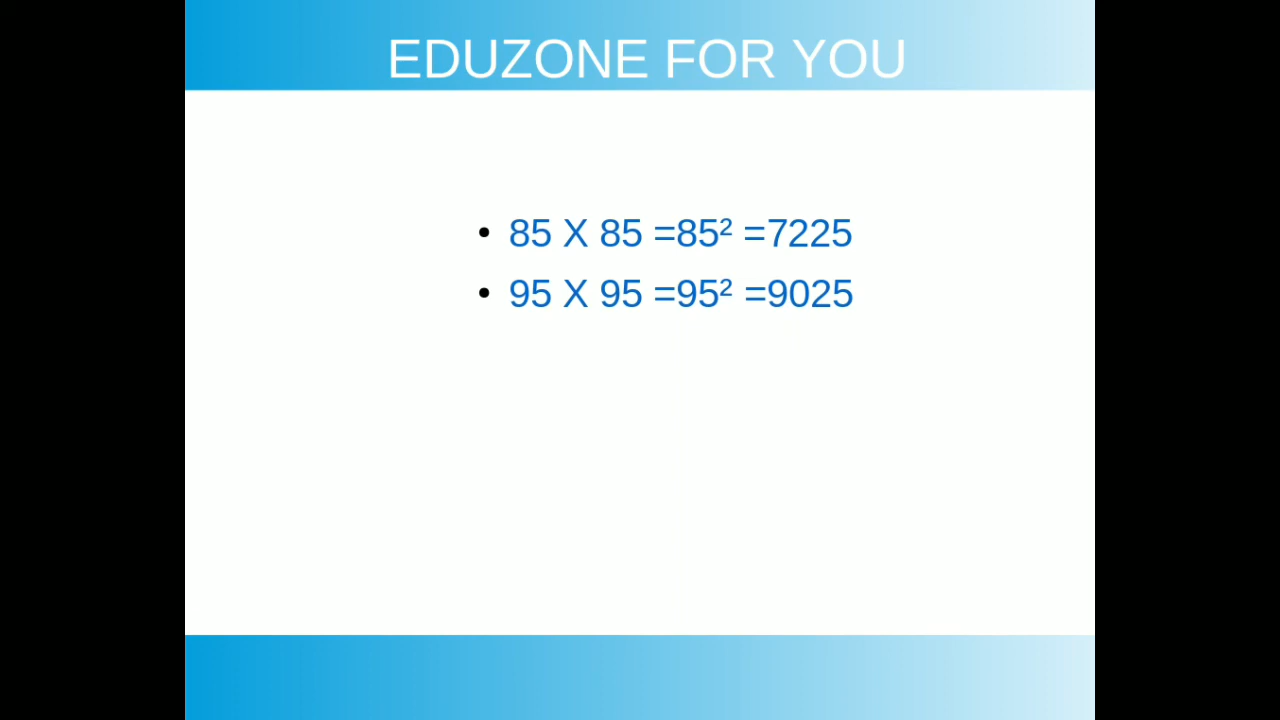 EDUZONE FOR YOU
• 85 X 85 =85² =7225
• 95 X 95 =95² =9025